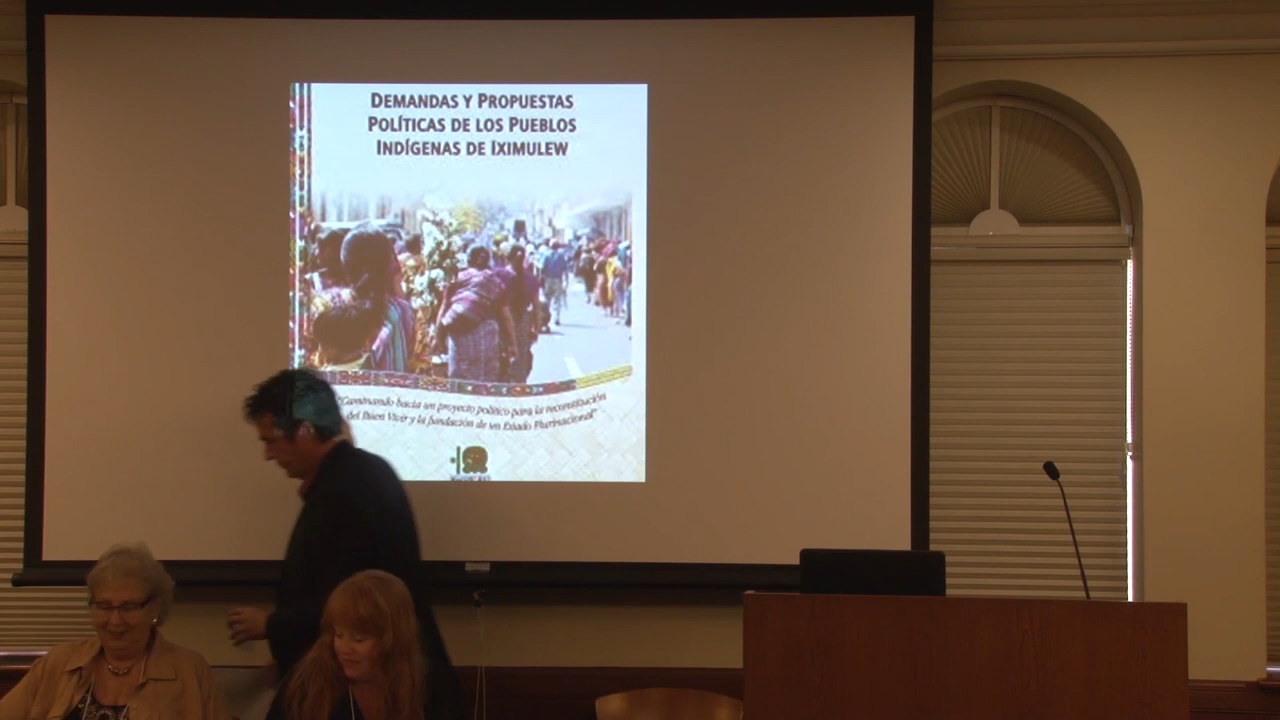 DEMANDAS Y PROPUESTAS
POLÍTICAS DE LOS PUEBLOS
INDÍGENAS DE IXIMULEW
"Caminando hacia un proyecto político para la reconstitución
del Buen Vivir y la fundación de un Estado Plurinacional"